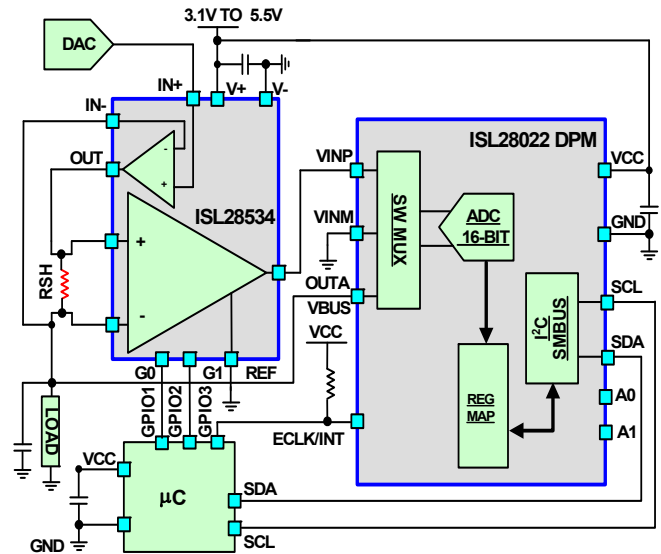 3.1V TO 5.5V
DAC
IN+
V+
V-
IN-
ISL28022 DPM
OUT
VINP
VCC
-
+
SW MUX
ADC
16-BIT
ISL28534
+
VINM
GND
RSH
OUTA
VBUS
SCL
-
I²C
SMBUS
VCC
SDA
G0
G1
REF
REG
MAP
A0
GPIO1
GPIO2
GPIO3
LOAD
ECLK/INT
A1
VCC
µC
SDA
GND
SCL